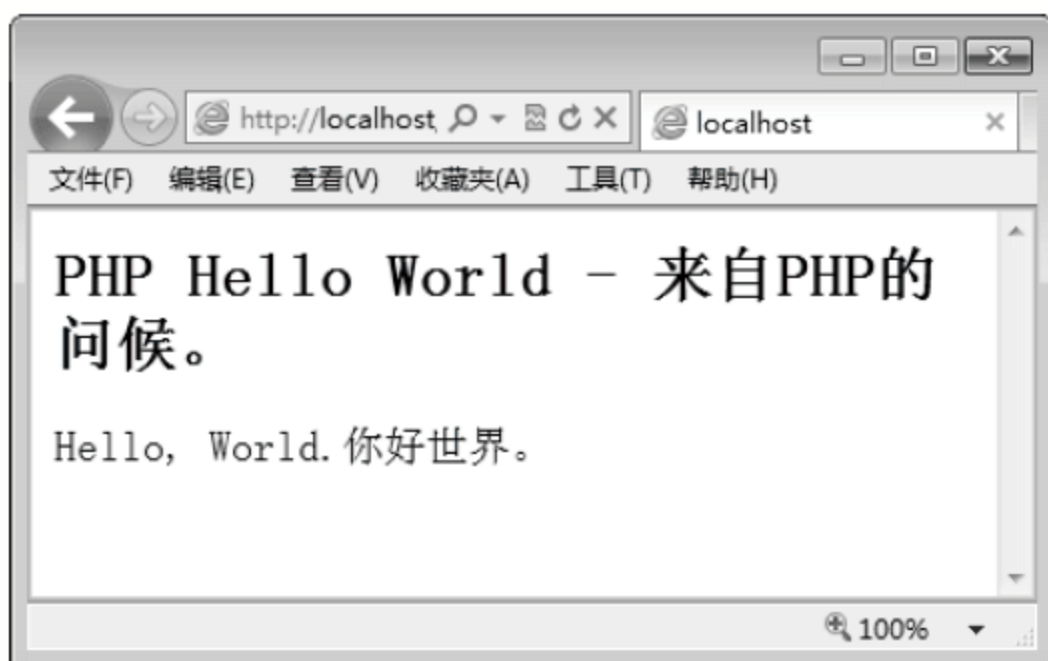 http://localhost
localhost
文件(F) 编辑(E) 查看(V) 收藏夹(A) 工具(T) 帮助(H)
PHP Hello World - 来自PHP的
问候。
Hello, World.你好世界。
100%